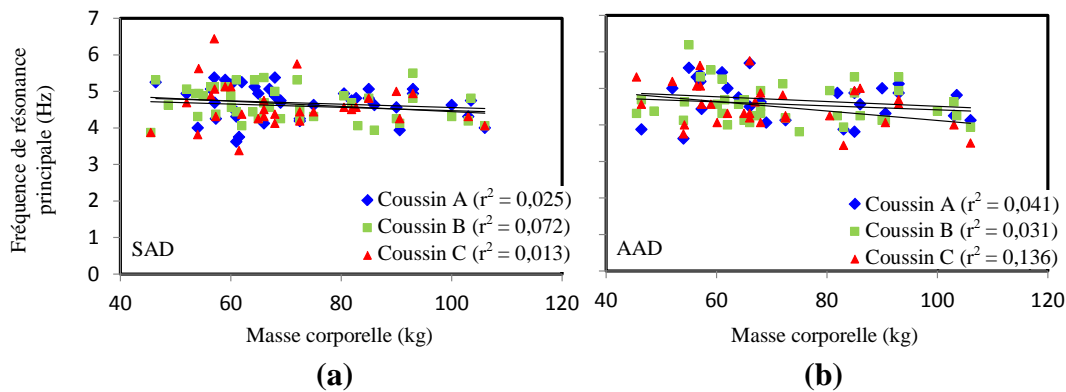 Fréquence de résonance
principale (Hz)
7
6
5
4
3
2
1
0
Coussin A (r² = 0,025)
Coussin B (r² = 0,072)
Coussin C (r² = 0,013)
SAD
40 60 80 100 120
Masse corporelle (kg)
(a)
Coussin A (r² = 0,041)
Coussin B (r² = 0,031)
Coussin C (r² = 0,136)
AAD
40 60 80 100 120
Masse corporelle (kg)
(b)